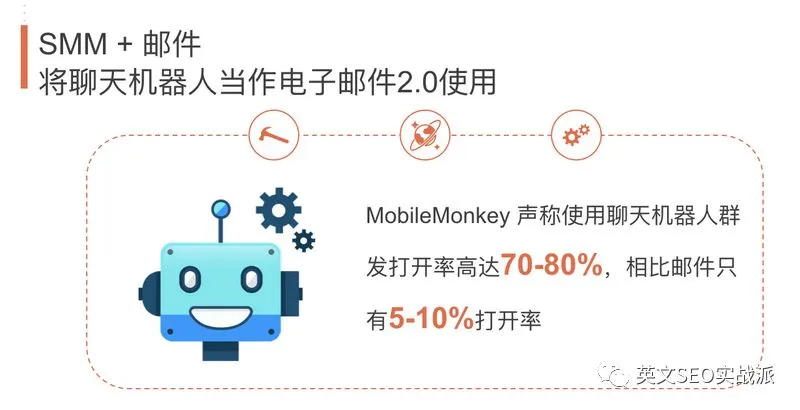 SMM + 邮件
将聊天机器人当作电子邮件2.0使用
MobileMonkey 声称使用聊天机器人群
发打开率高达70-80%，相比邮件只
有5-10%打开率
英文SEO实战派